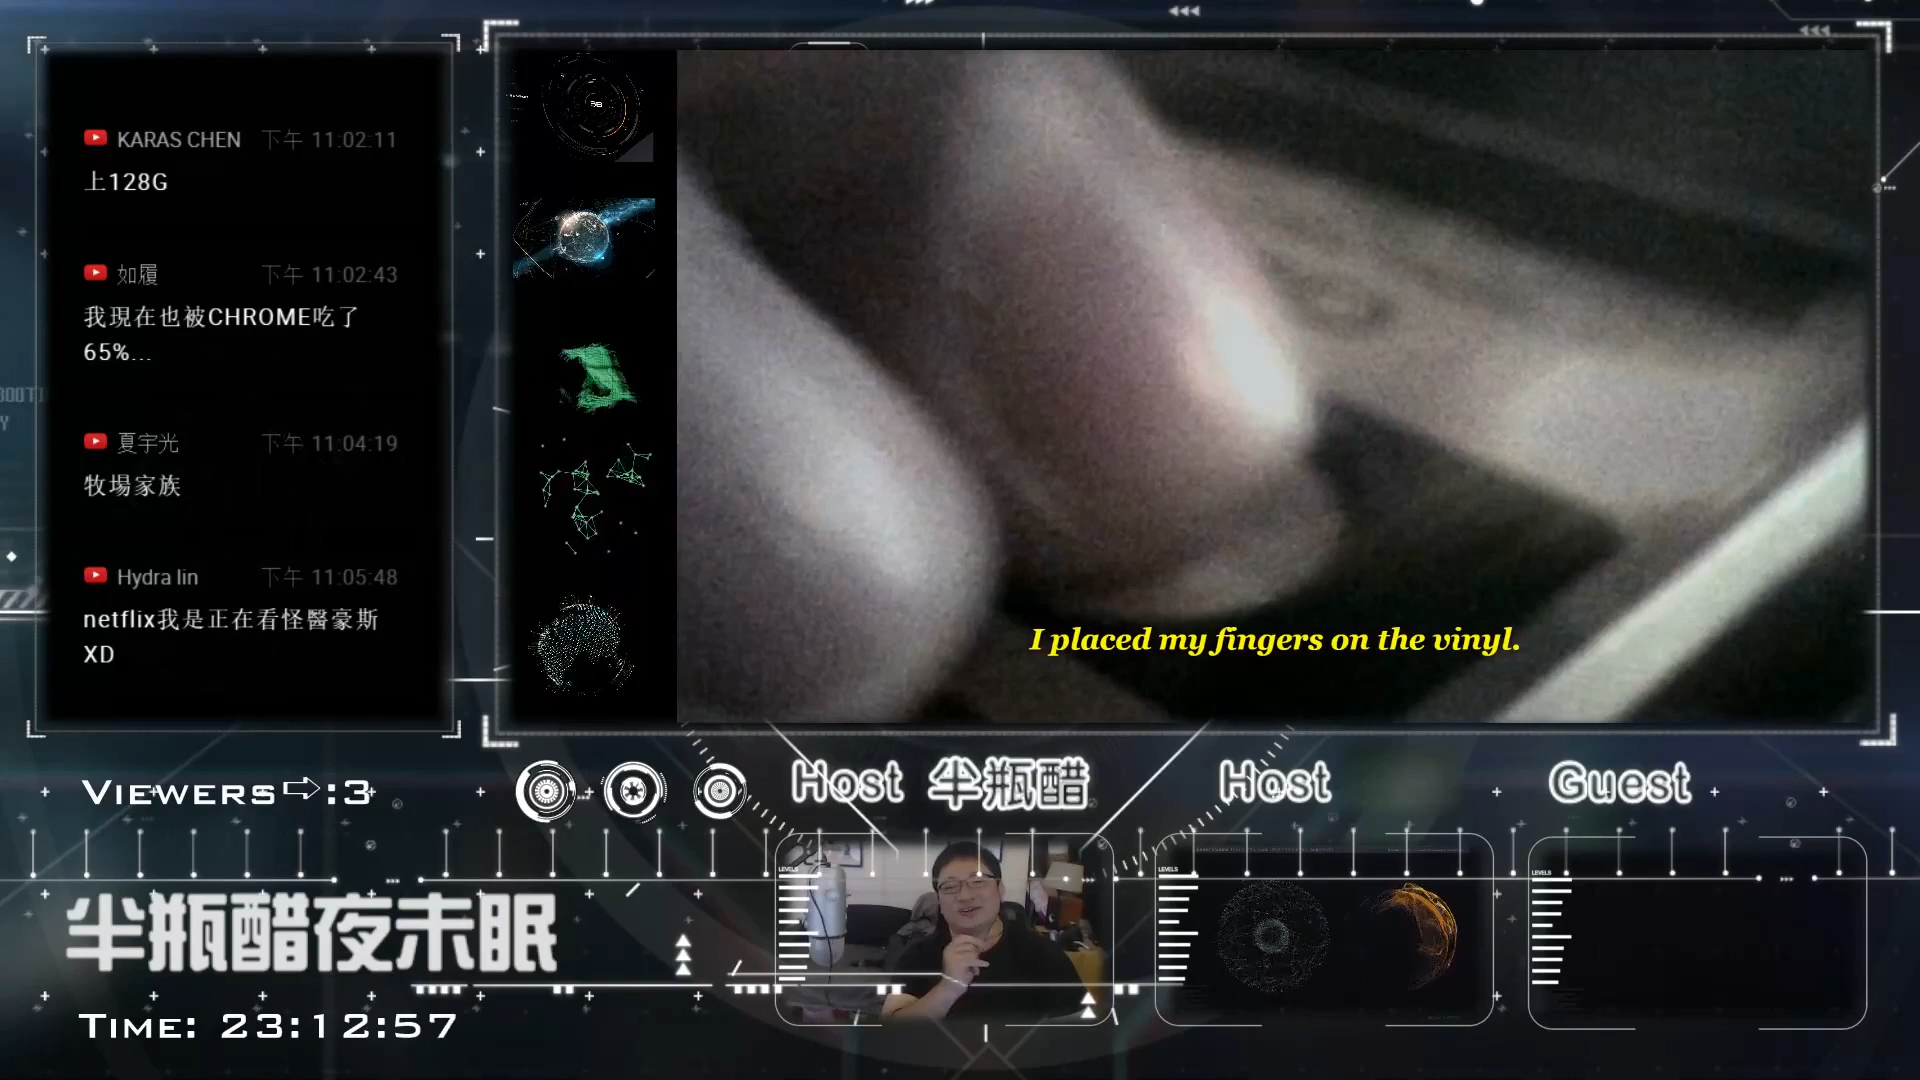 KARAS CHEN 下午 11:02:11
上128G
如履 下午 11:02:43
我現在也被CHROME吃了
65%...
夏宇光 下午 11:04:19
牧場家族
Hydra lin 下午 11:05:48
netflix我是正在看怪醫豪斯
XD
I placed my fingers on the vinyl.
VIEWERS➪:3
Host 半瓶醋
Host
Guest
LEVELS
LEVELS
LEVELS
半瓶醋夜未眠
TIME: 23:12:57